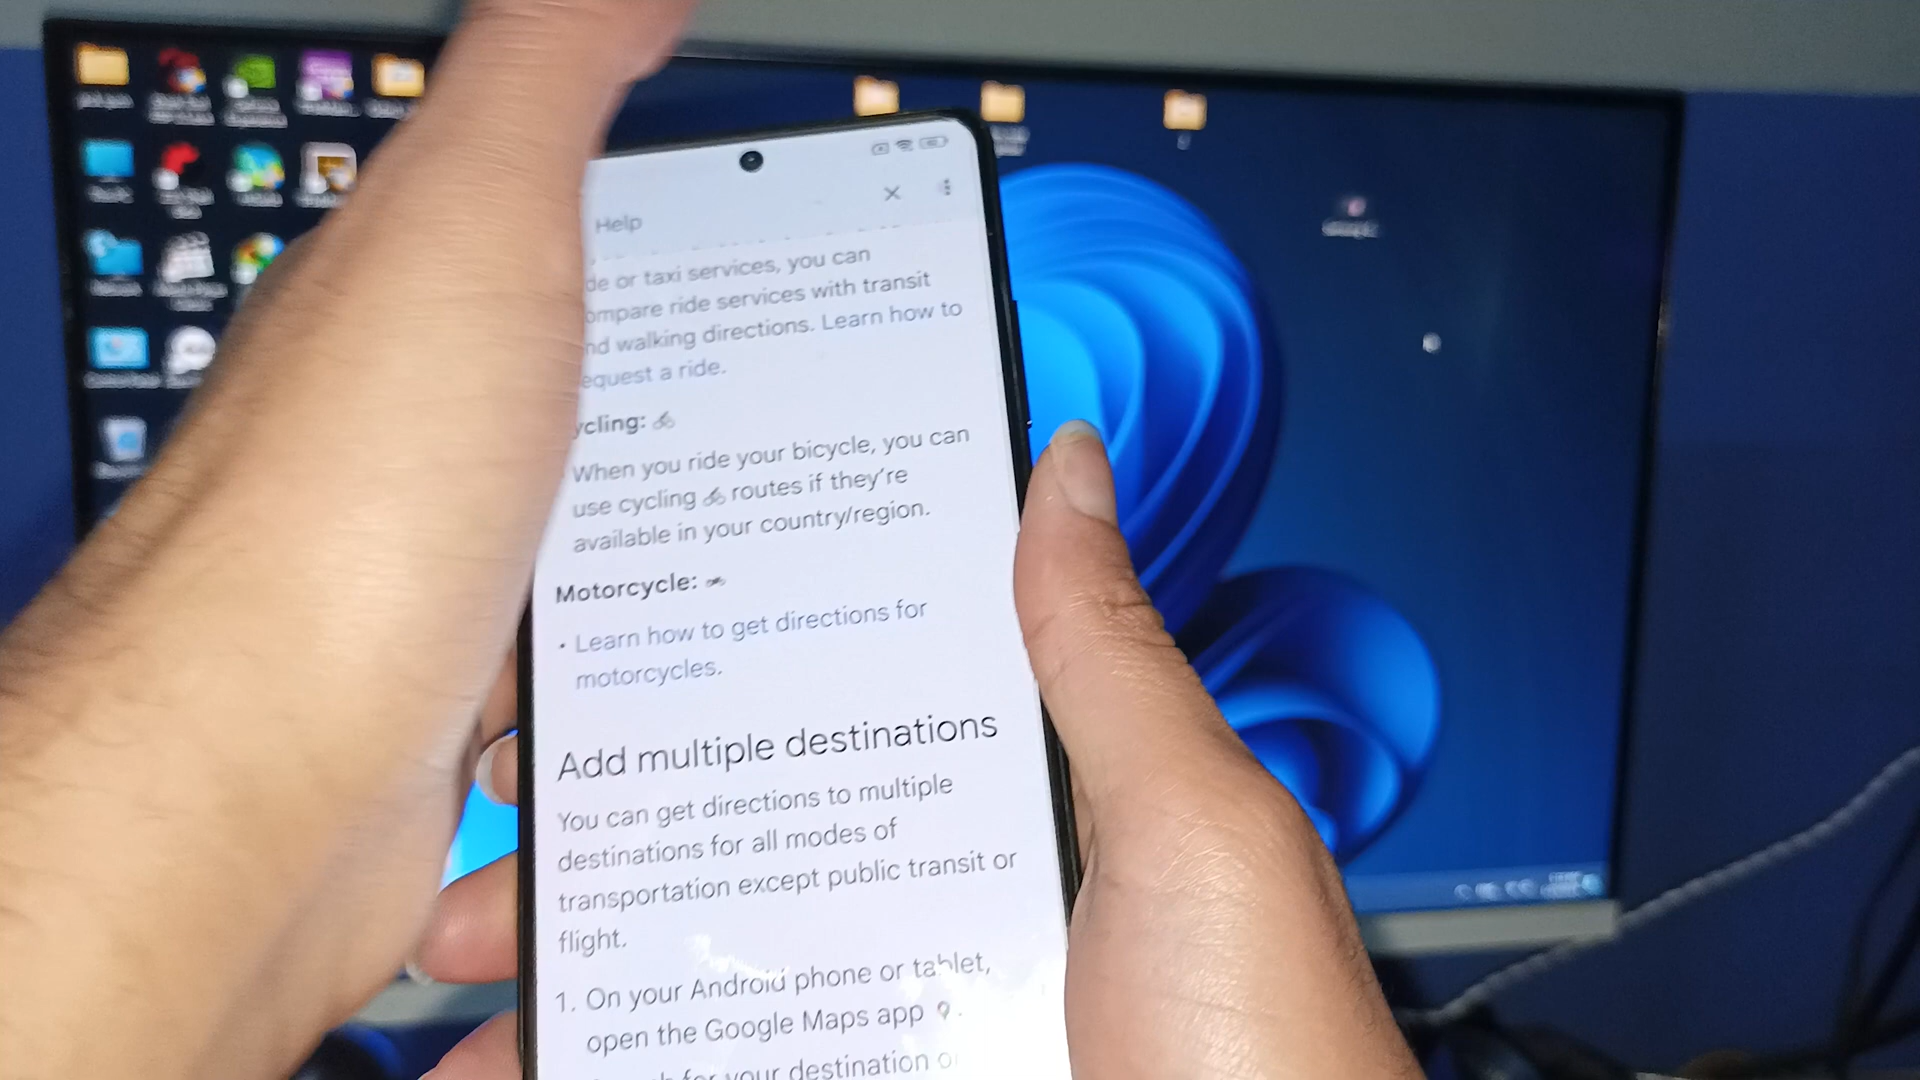 Help
de or taxi services, you can
ompare ride services with transit
nd walking directions. Learn how to
equest a ride.
ycling:
When you ride your bicycle, you can
use cycling routes if they're
available in your country/region.
Motorcycle:
• Learn how to get directions for
motorcycles.
Add multiple destinations
You can get directions to multiple
destinations for all modes of
transportation except public transit or
flight.
1. On your Android phone or tablet,
open the Google Maps app .
for your destination o